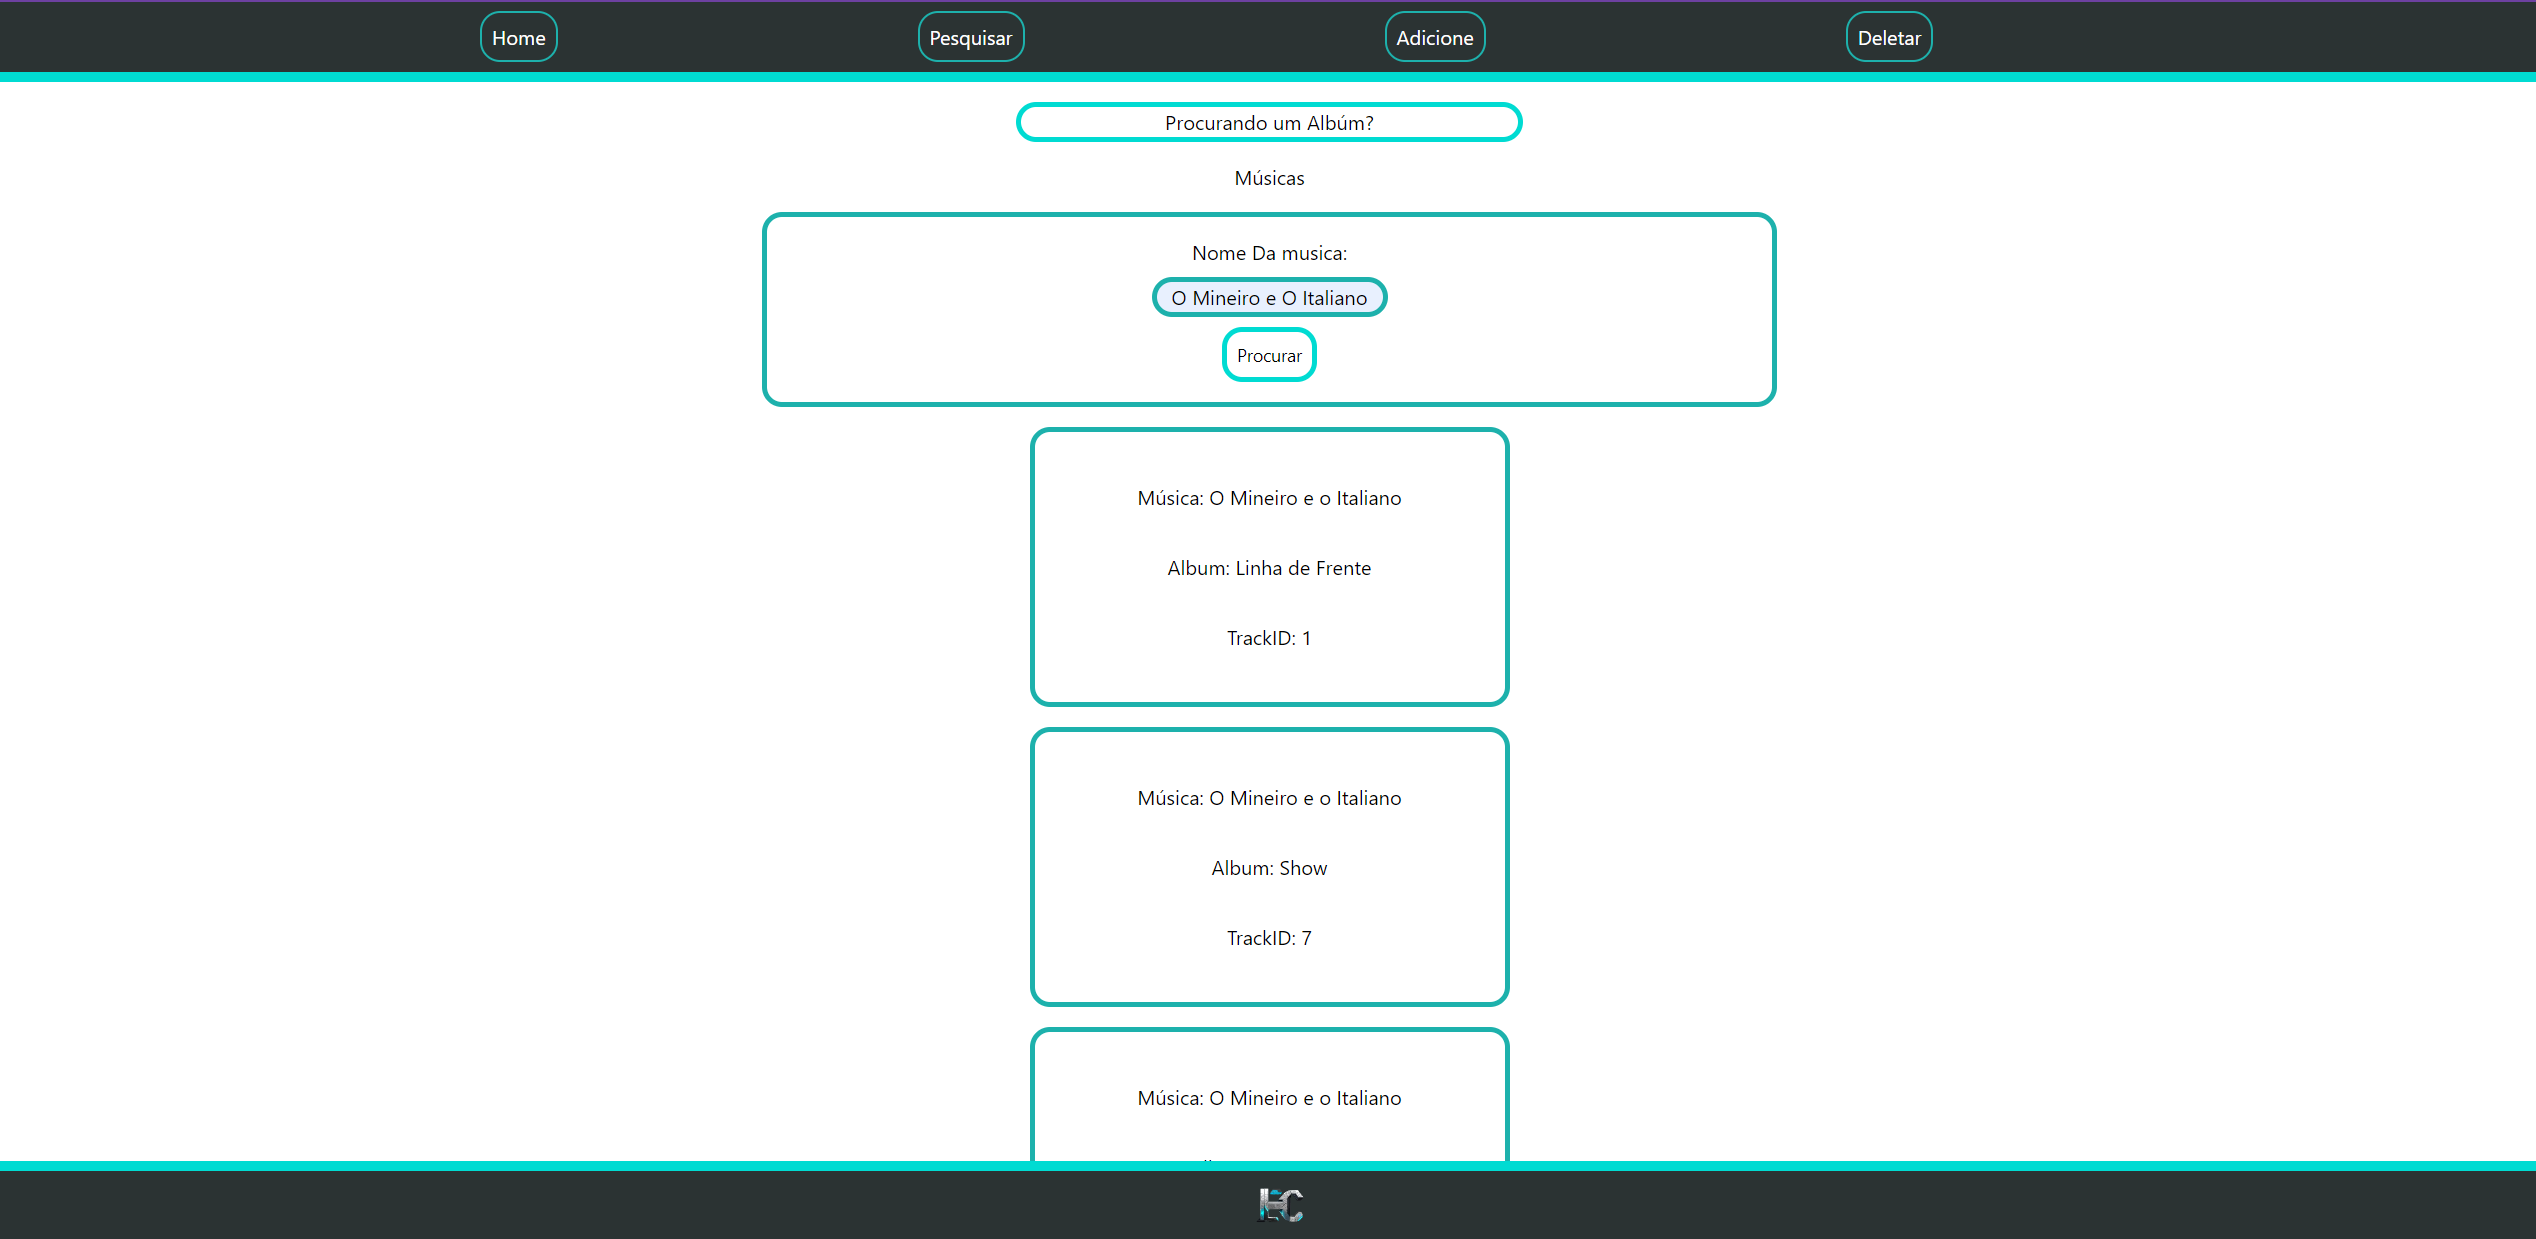 Home
Pesquisar
Adicione
Deletar
Procurando um Albúm?
Músicas
Nome Da musica:
O Mineiro e O Italiano
Procurar
Música: O Mineiro e o Italiano
Album: Linha de Frente
TrackID: 1
Música: O Mineiro e o Italiano
Album: Show
TrackID: 7
Música: O Mineiro e o Italiano